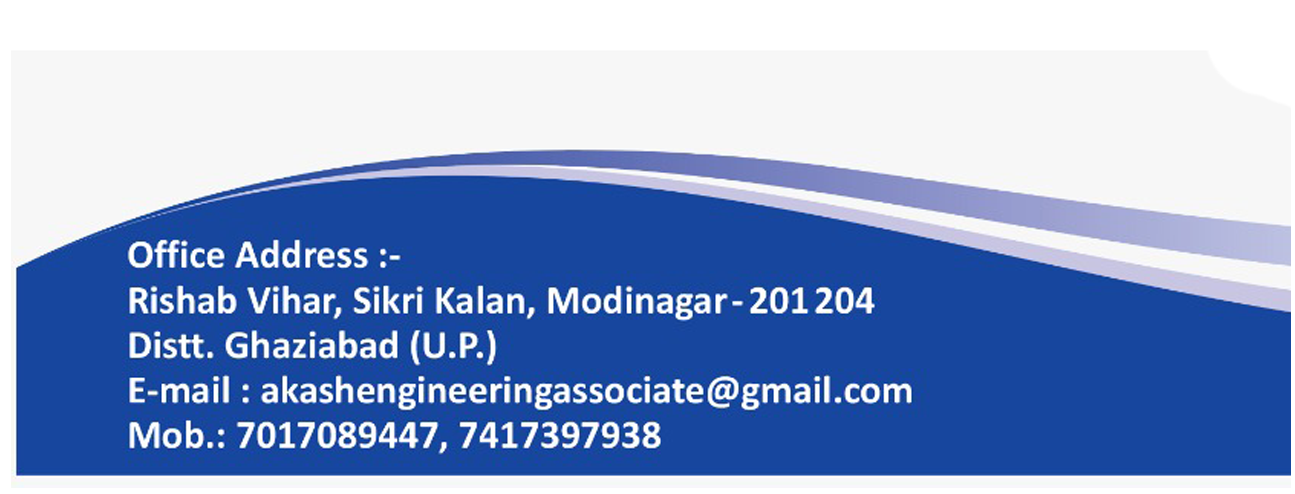 Office Address :-
Rishab Vihar, Sikri Kalan, Modinagar-201204
Distt. Ghaziabad (U.P.)
E-mail : akashengineeringassociate@gmail.com
Mob.: 7017089447, 7417397938